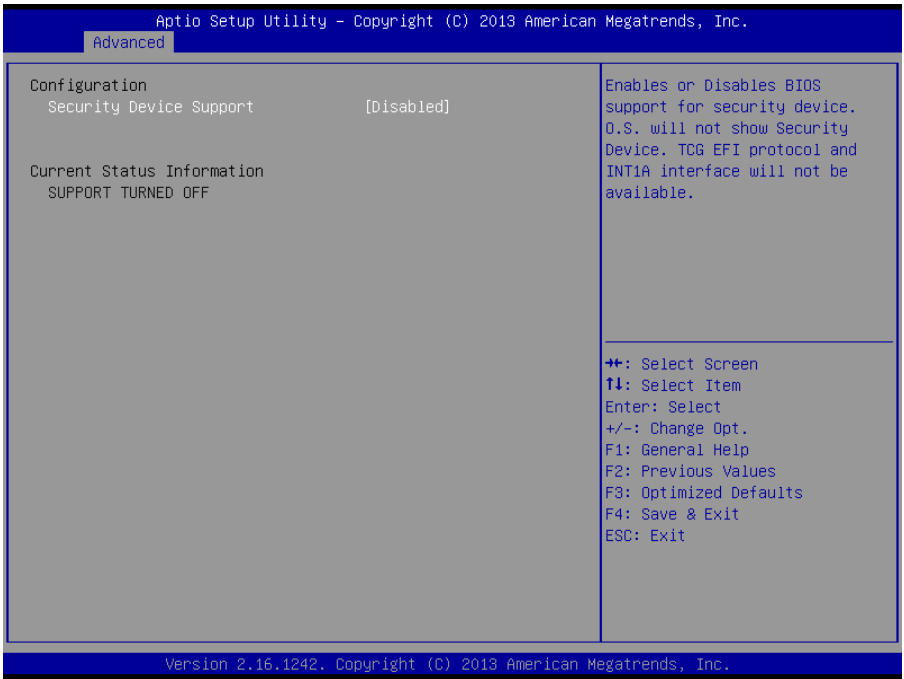 Aptio Setup Utility – Copyright (C) 2013 American Megatrends, Inc.
Advanced
Configuration
Security Device Support [Disabled]
Current Status Information
SUPPORT TURNED OFF
Enables or Disables BIOS
support for security device.
O.S. will not show Security
Device. TCG EFI protocol and
INT1A interface will not be
available.
→←: Select Screen
↑↓: Select Item
Enter: Select
+/-: Change Opt.
F1: General Help
F2: Previous Values
F3: Optimized Defaults
F4: Save & Exit
ESC: Exit
Version 2.16.1242. Copyright (C) 2013 American Megatrends, Inc.